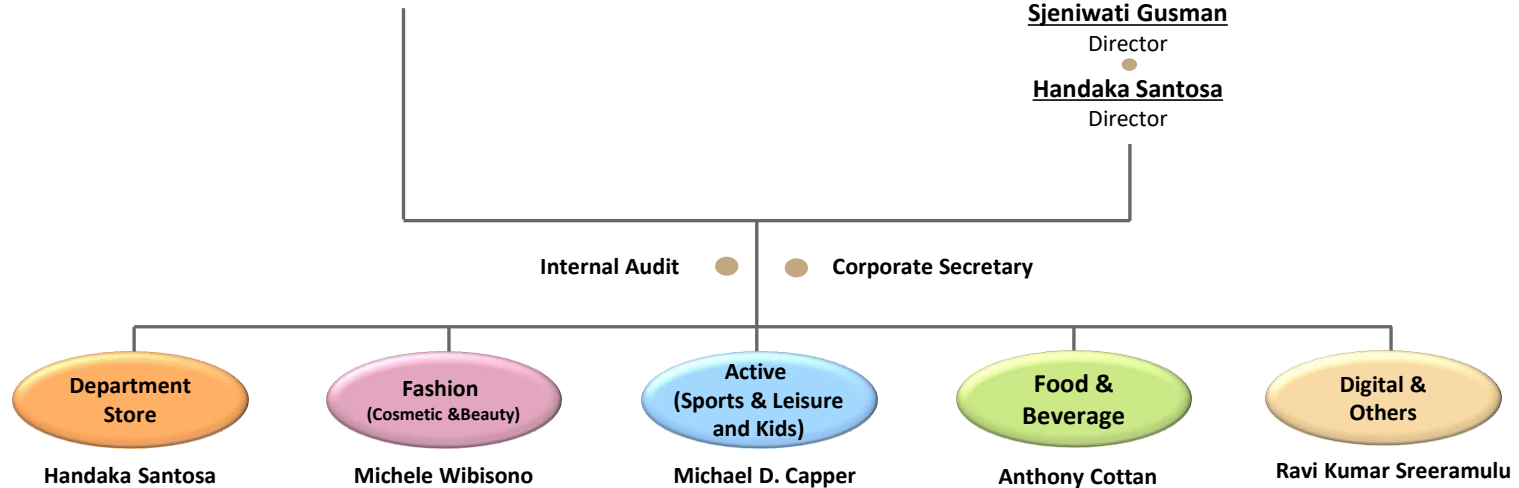 Sjeniwati Gusman
Director
Handaka Santosa
Director
Internal Audit
Corporate Secretary
Department
Store
Fashion
(Cosmetic &Beauty)
Active
(Sports & Leisure
and Kids)
Food &
Beverage
Digital &
Others
Handaka Santosa
Michele Wibisono
Michael D. Capper
Anthony Cottan
Ravi Kumar Sreeramulu